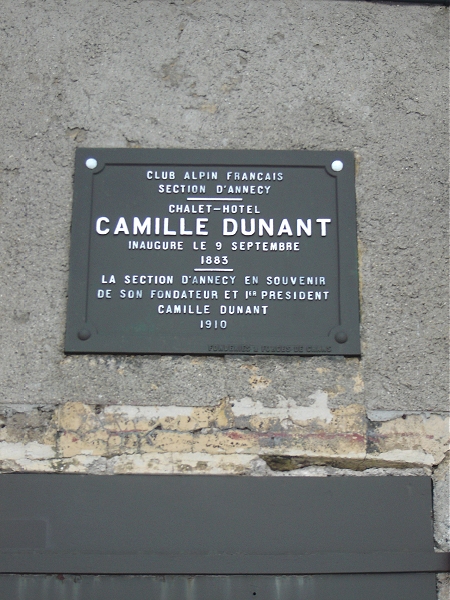 CLUB ALPIN FRANÇAIS
SECTION D'ANNECY
CHALET-HOTEL
CAMILLE DUNANT
INAUGURE LE 9 SEPTEMBRE
1883
LA SECTION D'ANNECY EN SOUVENIR
DE SON FONDATEUR ET 1ER PRESIDENT
CAMILLE DUNANT
1910